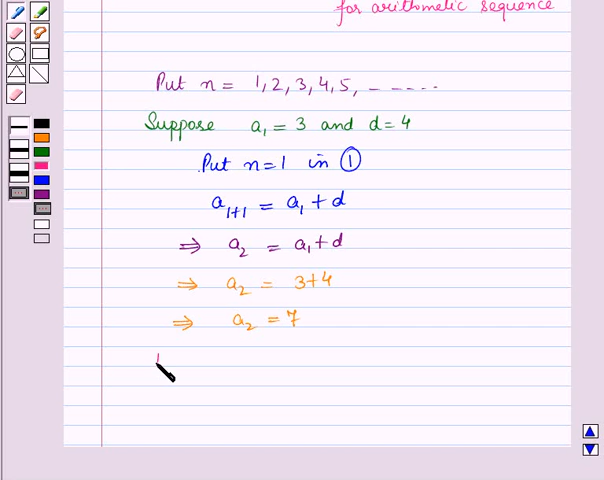 for arithmetic sequence
Put n = 1, 2, 3, 4, 5, -------
Suppose a₁ = 3 and d = 4
Put n = 1 in ①
a₁₊₁ = a₁ + d
⇒ a₂ = a₁ + d
⇒ a₂ = 3 + 4
⇒ a₂ = 7